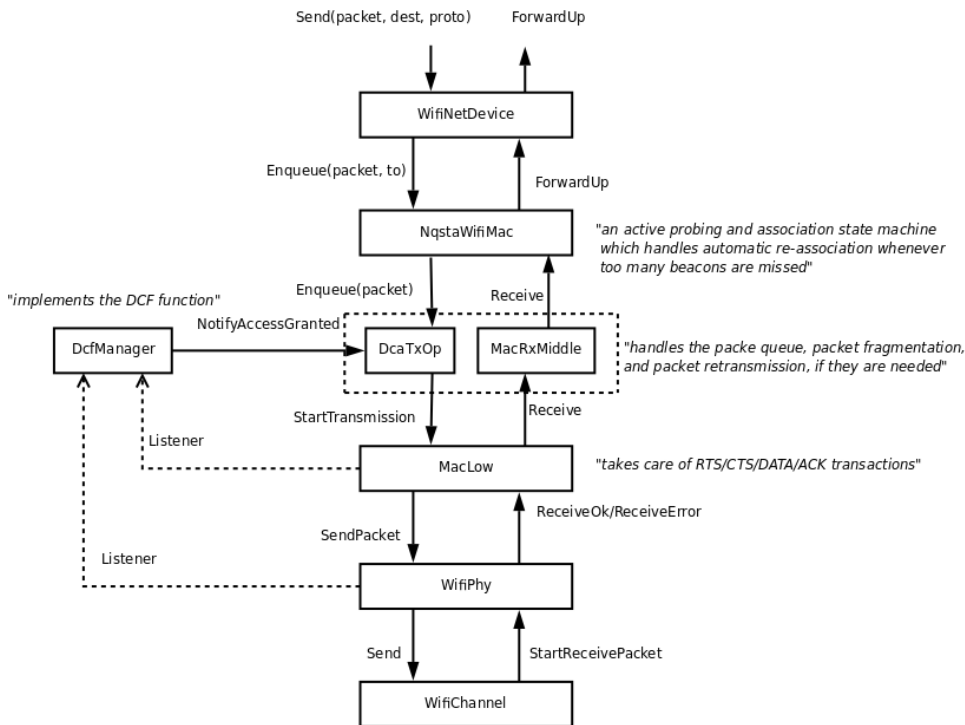 Send(packet, dest, proto)
ForwardUp
WifiNetDevice
Enqueue(packet, to)
ForwardUp
NqstaWifiMac
"an active probing and association state machine
which handles automatic re-association whenever
too many beacons are missed"
Enqueue(packet)
Receive
"implements the DCF function"
NotifyAccessGranted
DcfManager
DcaTxOp
MacRxMiddle
"handles the packe queue, packet fragmentation,
and packet retransmission, if they are needed"
StartTransmission
Receive
Listener
MacLow
"takes care of RTS/CTS/DATA/ACK transactions"
ReceiveOk/ReceiveError
SendPacket
Listener
WifiPhy
Send
StartReceivePacket
WifiChannel